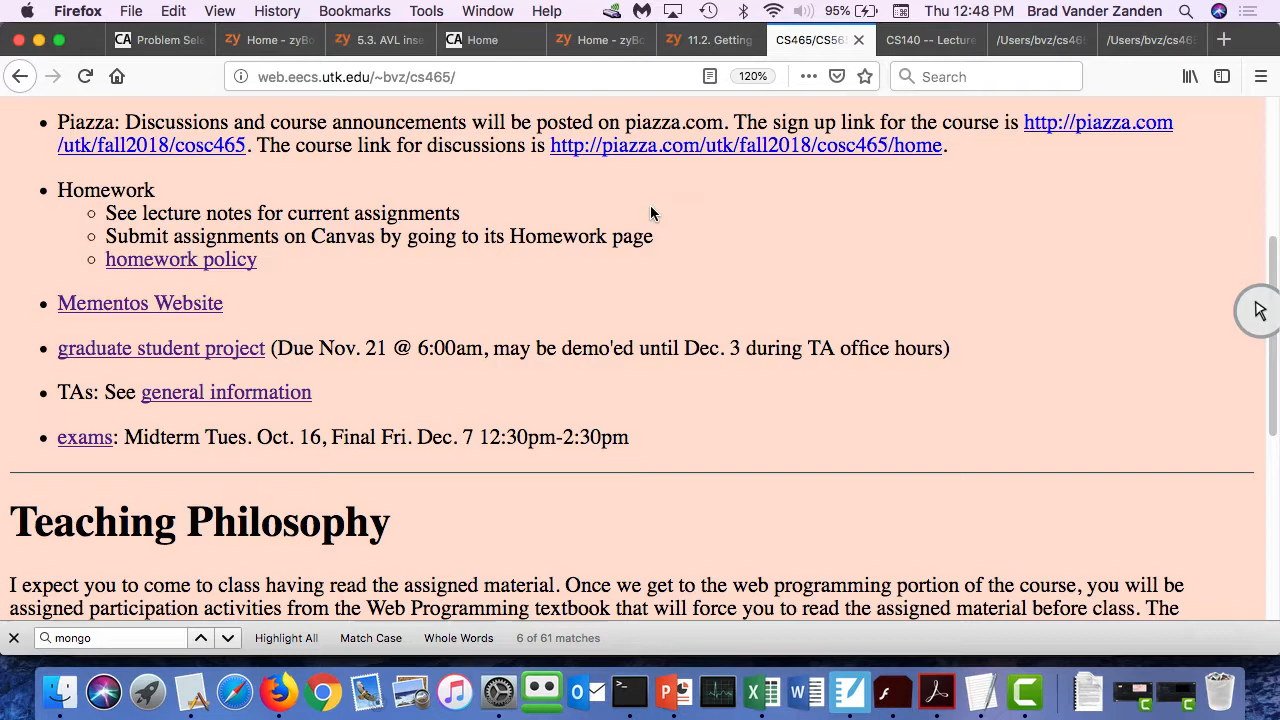 Firefox File Edit View History Bookmarks Tools Window Help 95% Thu 12:48 PM Brad Vander Zanden
CA Problem Sele zy Home - zyBo zy 5.3. AVL inse CA Home zy Home - zyBo zy 11.2. Getting CS465/CS565 CS140 -- Lecture /Users/bvz/cs465 /Users/bvz/cs465
web.eecs.utk.edu/~bvz/cs465/ 120% Search
• Piazza: Discussions and course announcements will be posted on piazza.com. The sign up link for the course is http://piazza.com
/utk/fall2018/cosc465. The course link for discussions is http://piazza.com/utk/fall2018/cosc465/home.
• Homework
◦ See lecture notes for current assignments
◦ Submit assignments on Canvas by going to its Homework page
◦ homework policy
• Mementos Website
• graduate student project (Due Nov. 21 @ 6:00am, may be demo'ed until Dec. 3 during TA office hours)
• TAs: See general information
• exams: Midterm Tues. Oct. 16, Final Fri. Dec. 7 12:30pm-2:30pm
Teaching Philosophy
I expect you to come to class having read the assigned material. Once we get to the web programming portion of the course, you will be
assigned participation activities from the Web Programming textbook that will force you to read the assigned material before class. The
mongo Highlight All Match Case Whole Words 6 of 61 matches